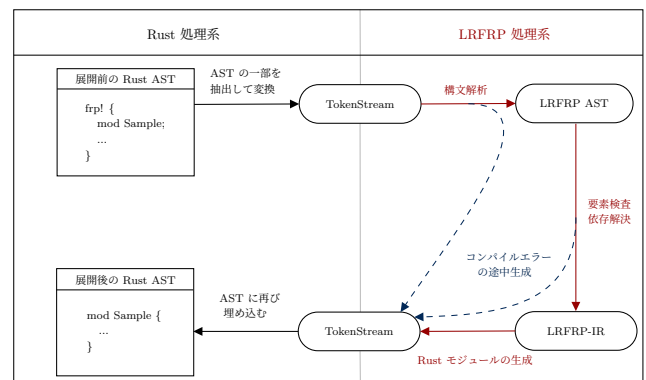 Rust 処理系
LRFRP 処理系
展開前の Rust AST
frp! {
mod Sample;
...
}
AST の一部を
抽出して変換
TokenStream
構文解析
LRFRP AST
要素検査
依存解決
コンパイルエラー
の途中生成
展開後の Rust AST
mod Sample {
...
}
AST に再び
埋め込む
TokenStream
LRFRP-IR
Rust モジュールの生成